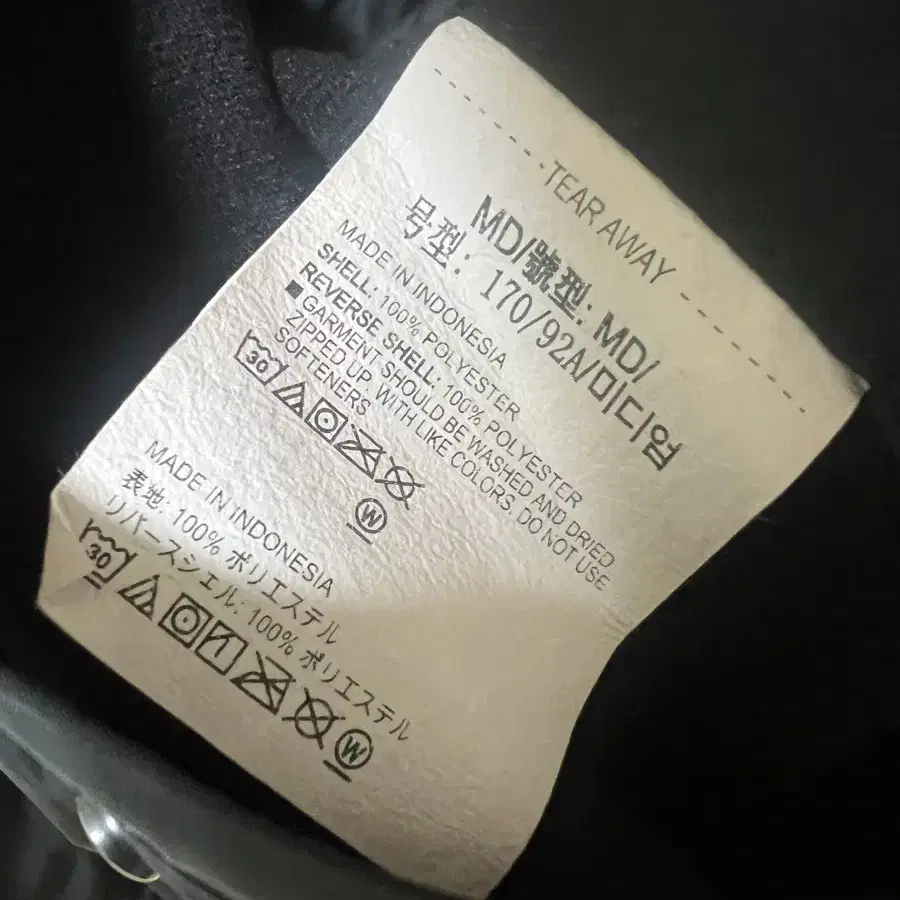 TEAR AWAY
MD/號型: MD/
号型: 170/92A/미디엄
MADE IN INDONESIA
SHELL: 100% POLYESTER
REVERSE SHELL: 100% POLYESTER
■ GARMENT SHOULD BE WASHED AND DRIED
ZIPPED UP. WITH LIKE COLORS. DO NOT USE
SOFTENERS
30
W
MADE IN INDONESIA
表地: 100% ポリエステル
リバースシェル: 100% ポリエステル
30
W